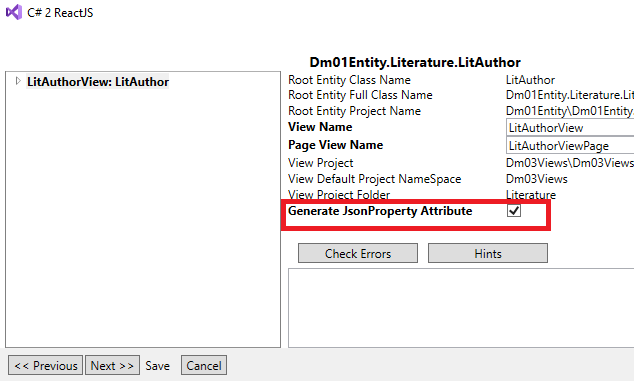 C# 2 ReactJS
LitAuthorView: LitAuthor
Dm01Entity.Literature.LitAuthor
Root Entity Class Name LitAuthor
Root Entity Full Class Name Dm01Entity.Literature.Lit
Root Entity Project Name Dm01Entity\Dm01Entity.
View Name LitAuthorView
Page View Name LitAuthorViewPage
View Project Dm03Views\Dm03Views
View Default Project NameSpace Dm03Views
View Project Folder Literature
Generate JsonProperty Attribute
Check Errors Hints
<< Previous Next >> Save Cancel